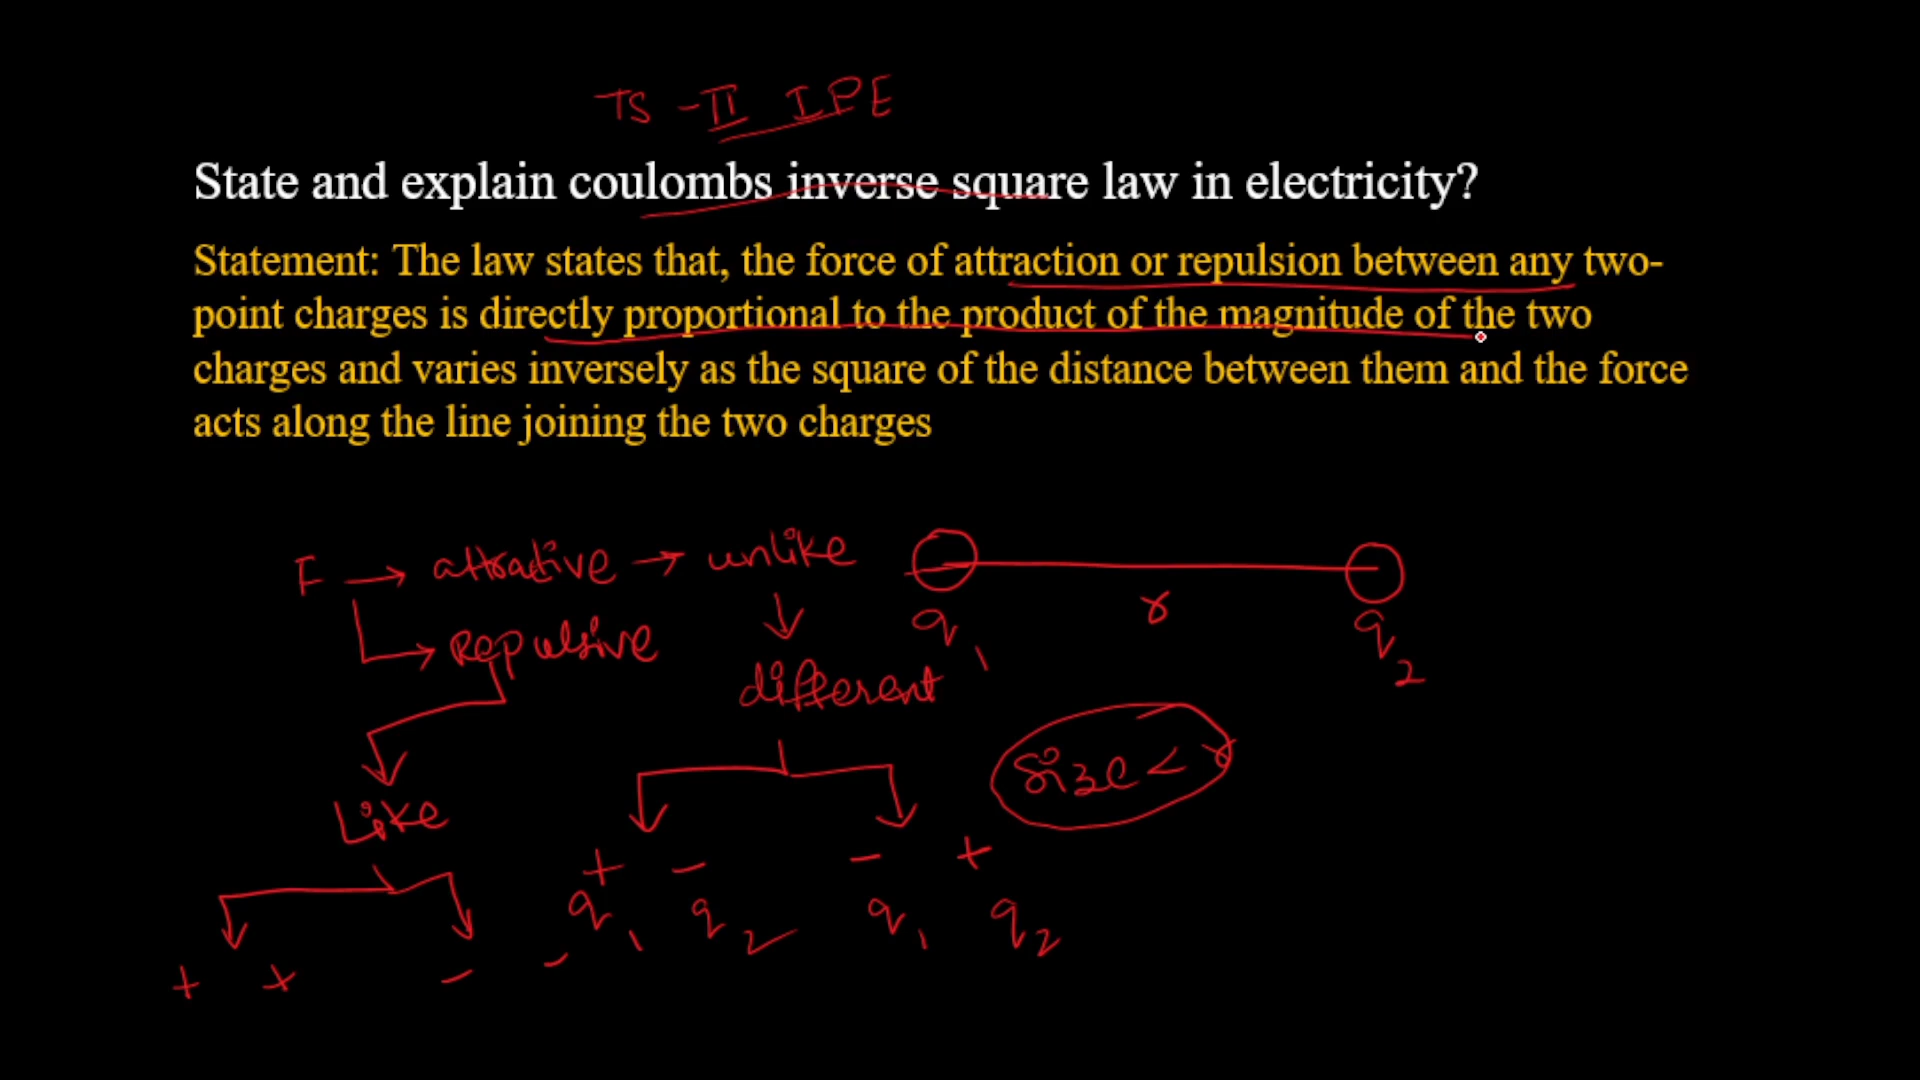 TS - II IPE
State and explain coulombs inverse square law in electricity?
Statement: The law states that, the force of attraction or repulsion between any two-
point charges is directly proportional to the product of the magnitude of the two
charges and varies inversely as the square of the distance between them and the force
acts along the line joining the two charges
F → attractive → unlike
→ Repulsive
different
q1 r q2
size < r
Like
+ - - +
q1 q2 q1 q2
+ + - -